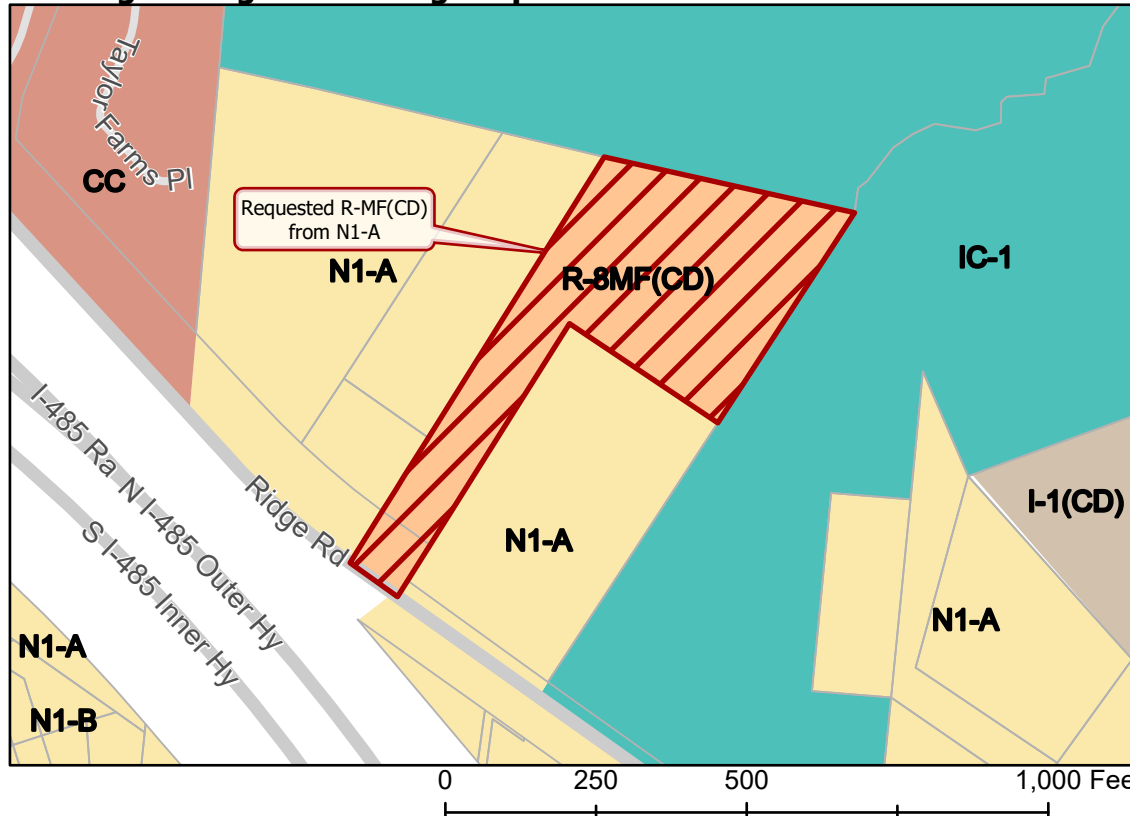 Taylor Farms Pl
CC
Requested R-MF(CD)
from N1-A
N1-A
R-8MF(CD)
IC-1
I-485 Ra N I-485 Outer Hy
S I-485 Inner Hy
Ridge Rd
N1-A
I-1(CD)
N1-A
N1-A
N1-B
0 250 500 1,000 Fee